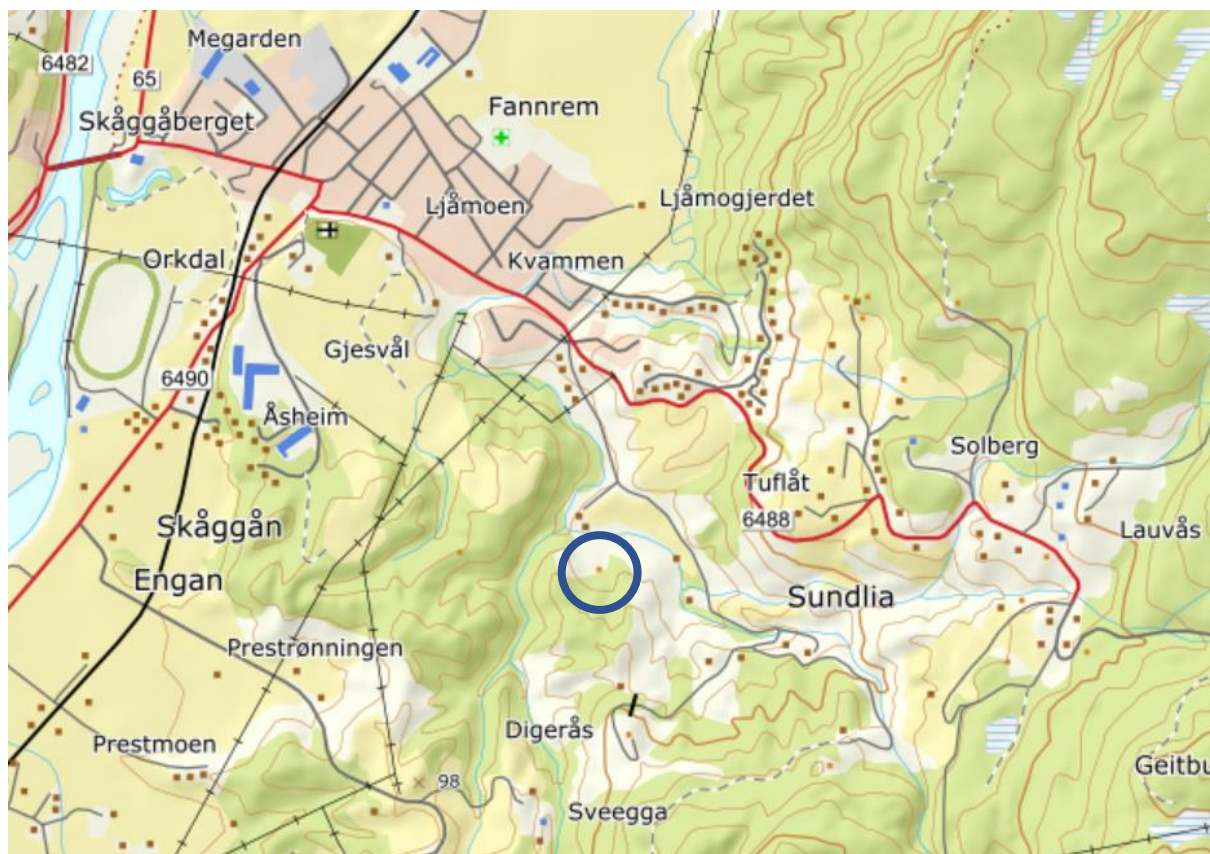 Megarden
6482
65
Skåggåberget
Fannrem
Ljåmoen
Ljåmogjerdet
Orkdal
Kvammen
Gjesvål
6490
Åsheim
Solberg
Tuflåt
6488
Skåggån
Lauvås
Engan
Sundlia
Prestrønningen
Digerås
Prestmoen
98
Geitbu
Sveegga